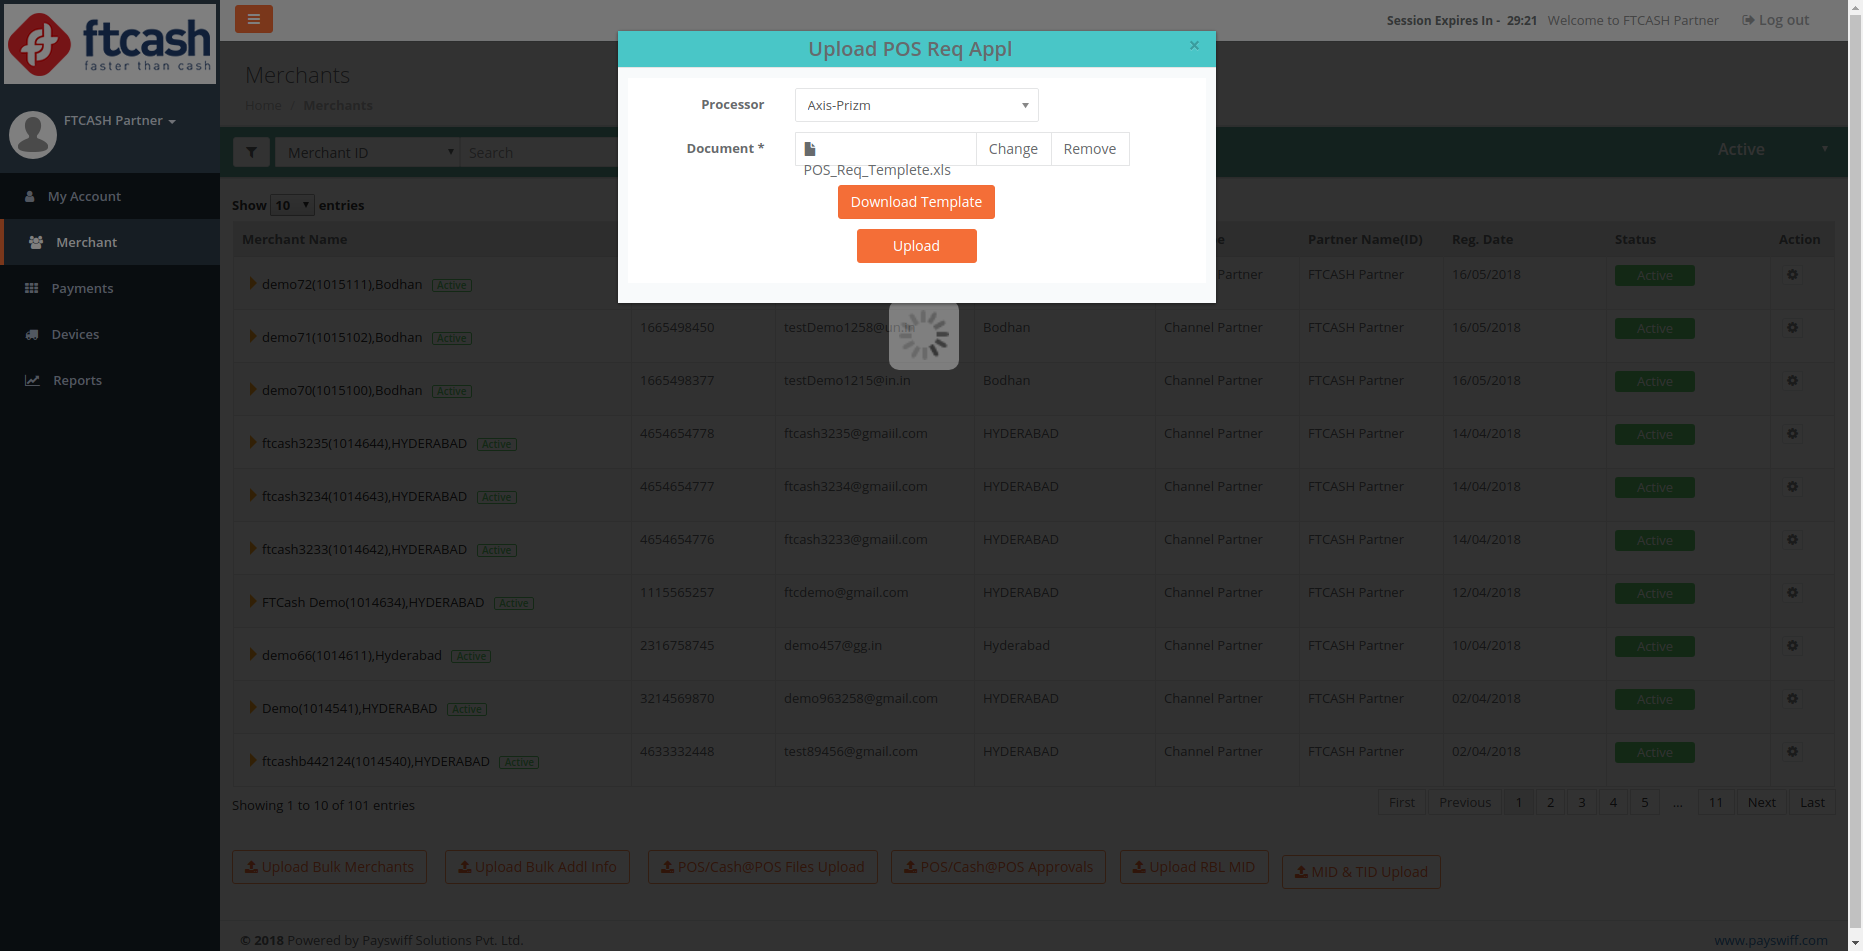 ftcash
faster than cash
Session Expires In - 29:21 Welcome to FTCASH Partner Log out
Upload POS Req Appl ×
Merchants
Home / Merchants
FTCASH Partner
Processor Axis-Prizm
Merchant ID Search
Document * Change Remove
Active
POS_Req_Templete.xls
My Account
Download Template
Show 10 entries
Merchant
Upload
Merchant Name e Partner Name(ID) Reg. Date Status Action
demo72(1015111),Bodhan Active Partner FTCASH Partner 16/05/2018 Active
Payments
demo71(1015102),Bodhan Active 1665498450 testDemo1258@un.in Bodhan Channel Partner FTCASH Partner 16/05/2018 Active
Devices
demo70(1015100),Bodhan Active 1665498377 testDemo1215@in.in Bodhan Channel Partner FTCASH Partner 16/05/2018 Active
Reports
ftcash3235(1014644),HYDERABAD Active 4654654778 ftcash3235@gmaiil.com HYDERABAD Channel Partner FTCASH Partner 14/04/2018 Active
ftcash3234(1014643),HYDERABAD Active 4654654777 ftcash3234@gmaiil.com HYDERABAD Channel Partner FTCASH Partner 14/04/2018 Active
ftcash3233(1014642),HYDERABAD Active 4654654776 ftcash3233@gmaiil.com HYDERABAD Channel Partner FTCASH Partner 14/04/2018 Active
FTCash Demo(1014634),HYDERABAD Active 1115565257 ftcdemo@gmail.com HYDERABAD Channel Partner FTCASH Partner 12/04/2018 Active
demo66(1014611),Hyderabad Active 2316758745 demo457@gg.in Hyderabad Channel Partner FTCASH Partner 10/04/2018 Active
Demo(1014541),HYDERABAD Active 3214569870 demo963258@gmail.com HYDERABAD Channel Partner FTCASH Partner 02/04/2018 Active
ftcashb442124(1014540),HYDERABAD Active 4633332448 test89456@gmail.com HYDERABAD Channel Partner FTCASH Partner 02/04/2018 Active
Showing 1 to 10 of 101 entries First Previous 1 2 3 4 5 ... 11 Next Last
Upload Bulk Merchants Upload Bulk Addl Info POS/Cash@POS Files Upload POS/Cash@POS Approvals Upload RBL MID MID & TID Upload
© 2018 Powered by Payswiff Solutions Pvt. Ltd. www.payswiff.com